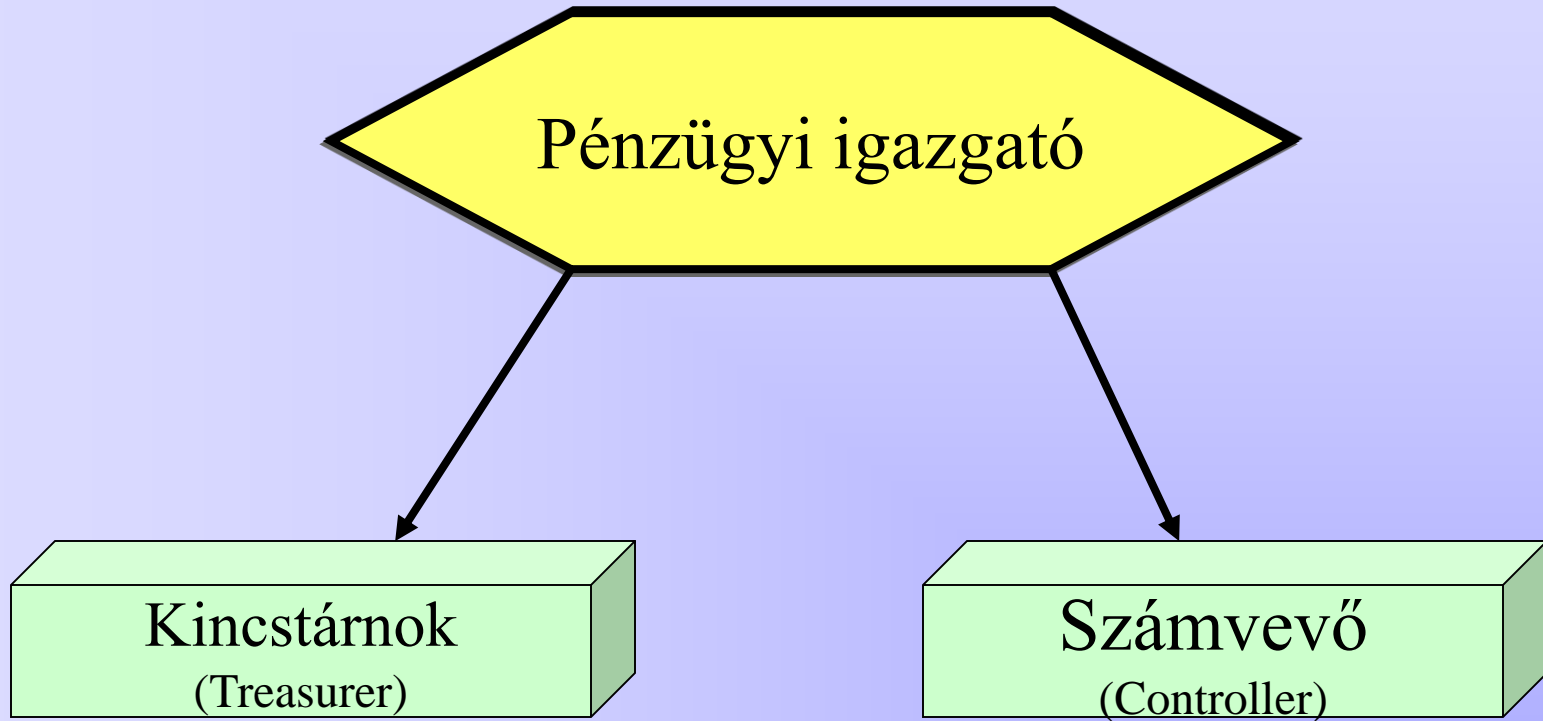 Pénzügyi igazgató
Kincstárnok
(Treasurer)
Számvevő
(Controller)